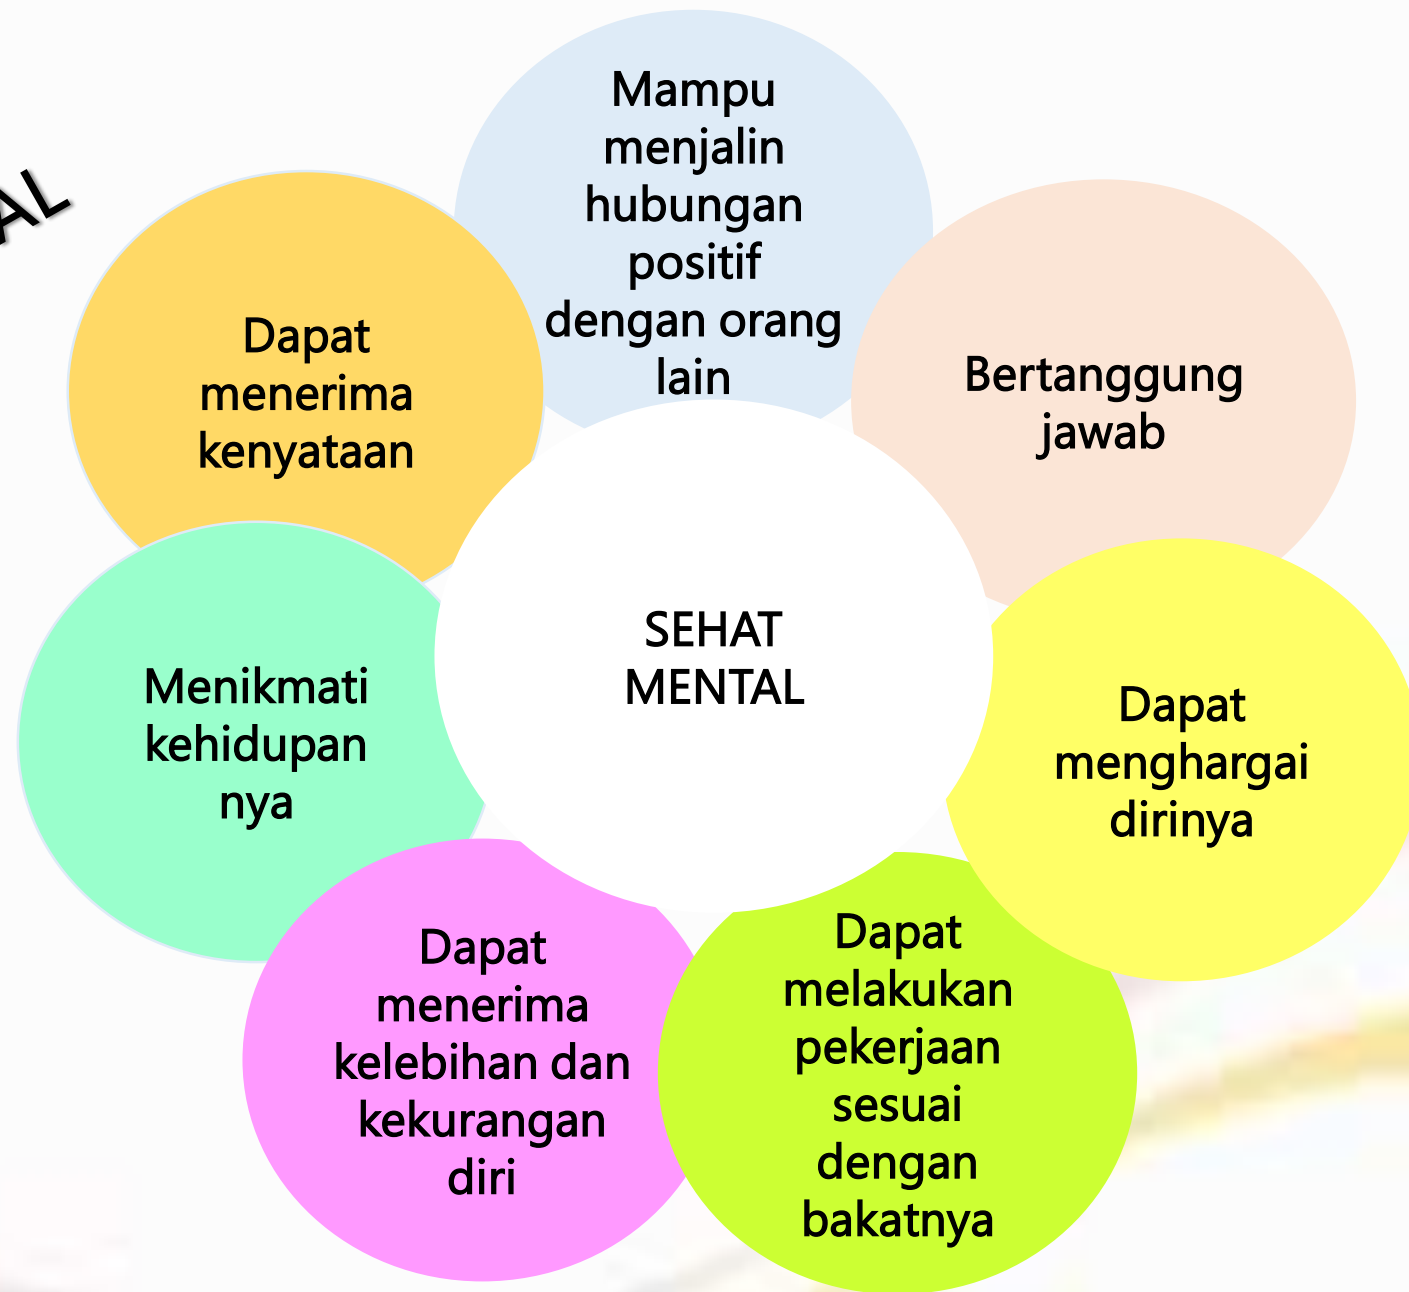 AL
Mampu
menjalin
hubungan
positif
dengan orang
lain
Bertanggung
jawab
Dapat
menghargai
dirinya
Dapat
melakukan
pekerjaan
sesuai
dengan
bakatnya
Dapat
menerima
kelebihan dan
kekurangan
diri
Menikmati
kehidupan
nya
Dapat
menerima
kenyataan
SEHAT
MENTAL